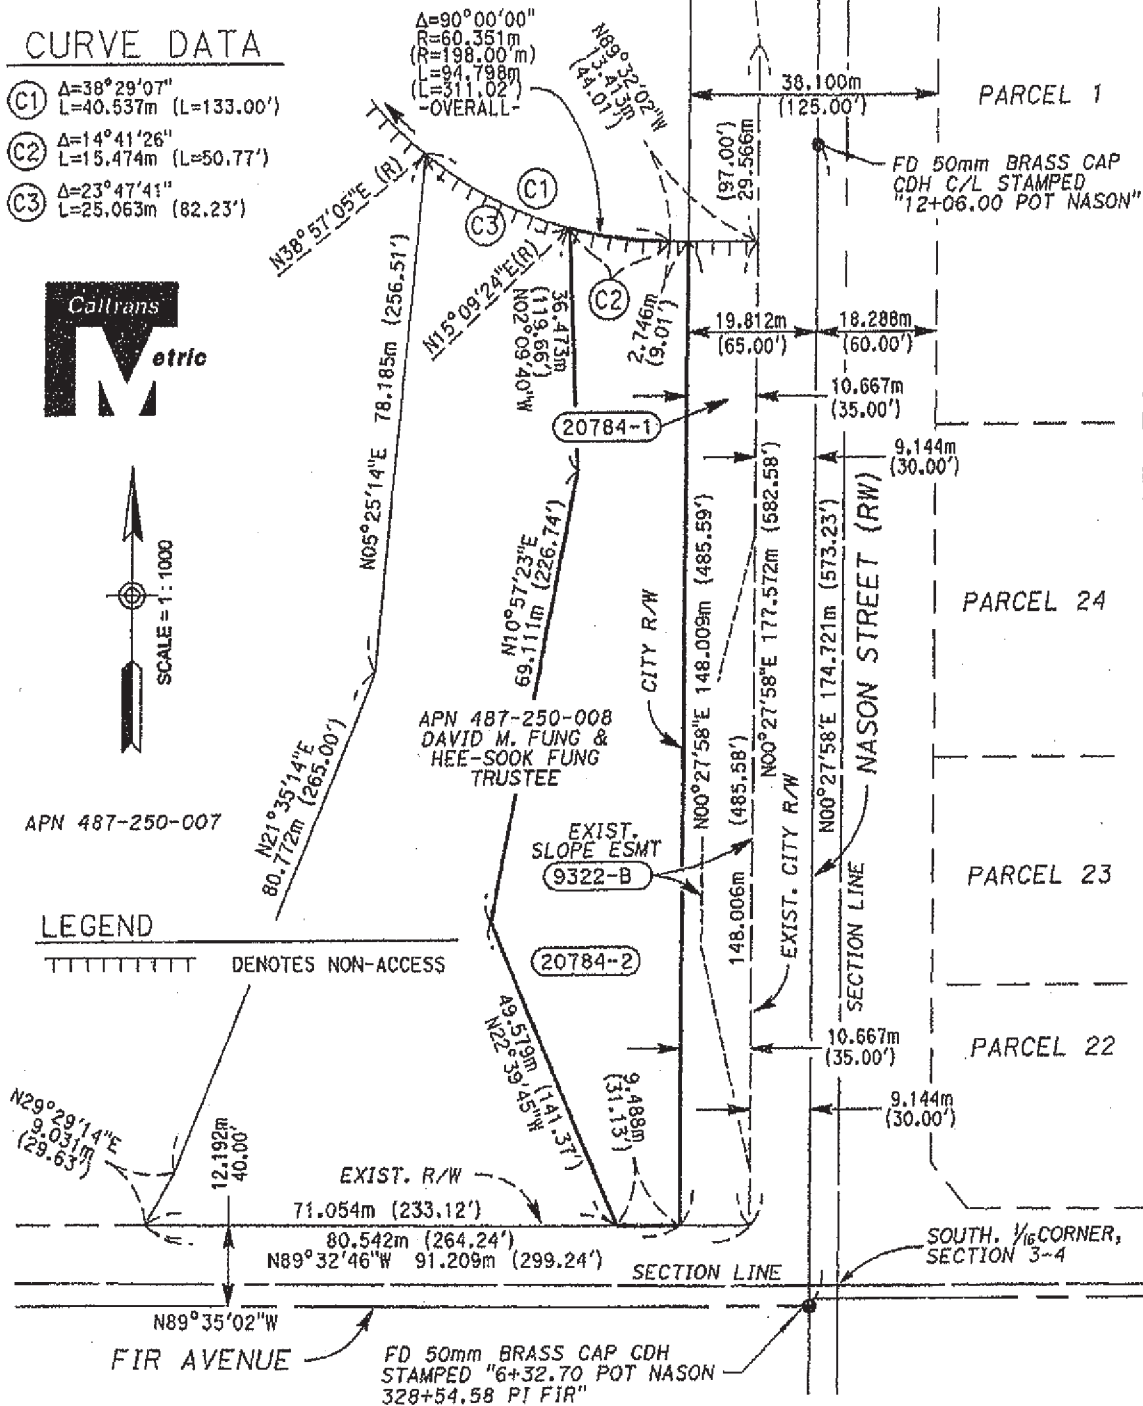 CURVE DATA
C1 Δ=38°29'07"
L=40.537m (L=133.00')
C2 Δ=14°41'26"
L=15.474m (L=50.77')
C3 Δ=23°47'41"
L=25.063m (82.23')
Δ=90°00'00"
R=60.351m
(R=198.00'm)
L=94.798m
(L=311.02')
-OVERALL-
N89°32'02"W
13.413m
(44.01')
38.100m
(125.00')
PARCEL 1
(97.00')
29.566m
FD 50mm BRASS CAP
CDH C/L STAMPED
"12+06.00 POT NASON"
C1
C3
C2
N38°57'05"E (R)
N15°09'24"E(R)
Caltrans
Metric
78.185m (256.51')
N05°25'14"E
36.473m
(119.66')
N02°09'40"W
2.746m
(9.01')
19.812m
(65.00')
18.288m
(60.00')
10.667m
(35.00')
20784-1
9.144m
(30.00')
SCALE = 1:1000
N10°57'23"E
69.111m (226.74')
CITY R/W
N00°27'58"E 148.009m (485.59')
N00°27'58"E 177.572m (582.58')
N00°27'58"E 174.721m (573.23')
NASON STREET (RW)
PARCEL 24
APN 487-250-008
DAVID M. FUNG &
HEE-SOOK FUNG
TRUSTEE
N21°35'14"E
80.772m (265.00')
APN 487-250-007
EXIST.
SLOPE ESMT
9322-B
148.006m (485.58')
EXIST. CITY R/W
SECTION LINE
PARCEL 23
LEGEND
DENOTES NON-ACCESS
20784-2
49.579m (141.37')
N22°39'45"W
9.488m
(31.13')
10.667m
(35.00')
PARCEL 22
9.144m
(30.00')
N29°29'14"E
9.031m
(29.63')
12.192m
40.00'
EXIST. R/W
71.054m (233.12')
80.542m (264.24')
N89°32'46"W 91.209m (299.24')
SECTION LINE
SOUTH. 1/16 CORNER,
SECTION 3-4
N89°35'02"W
FIR AVENUE
FD 50mm BRASS CAP CDH
STAMPED "6+32.70 POT NASON
328+54.58 PI FIR"